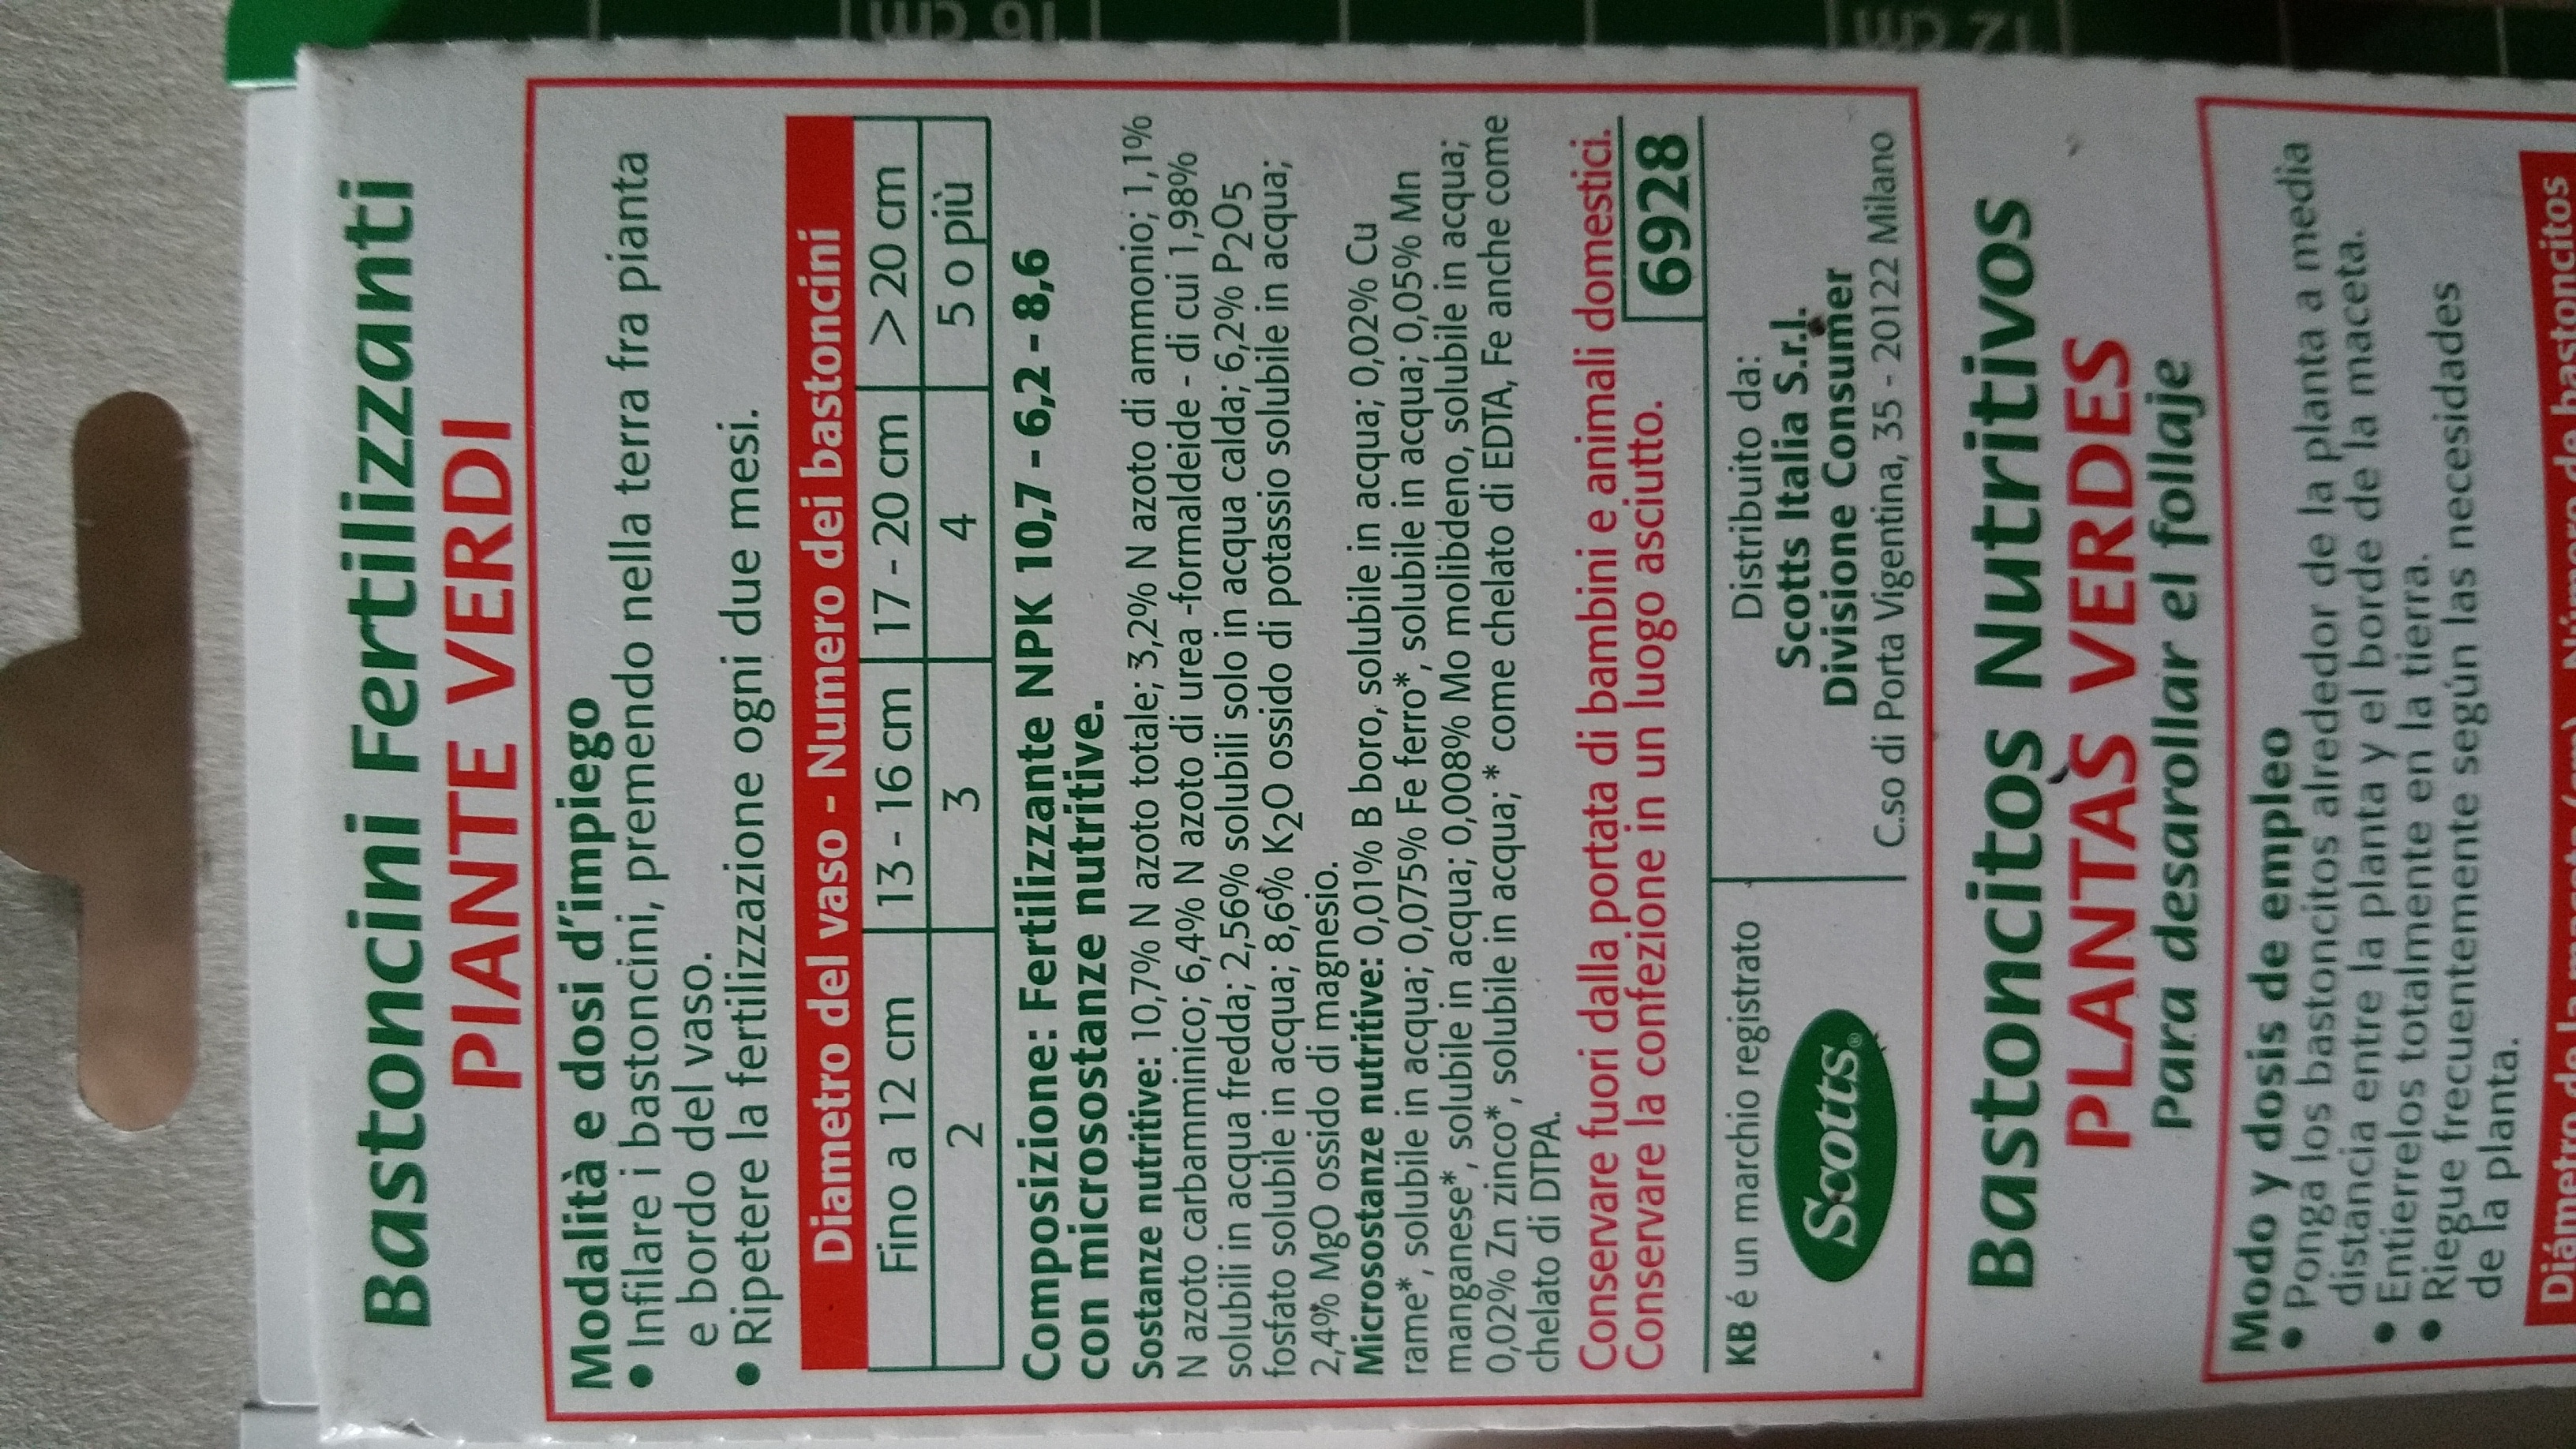 16 cm
12 cm
Bastoncini Fertilizzanti
PIANTE VERDI
Modalità e dosi d'impiego
• Infilare i bastoncini, premendo nella terra fra pianta
e bordo del vaso.
• Ripetere la fertilizzazione ogni due mesi.
Diametro del vaso - Numero dei bastoncini
Fino a 12 cm 13 - 16 cm 17 - 20 cm > 20 cm
2 3 4 5 o più
Composizione: Fertilizzante NPK 10,7 - 6,2 - 8,6
con microsostanze nutritive.
Sostanze nutritive: 10,7% N azoto totale; 3,2% N azoto di ammonio; 1,1%
N azoto carbamminico; 6,4% N azoto di urea -formaldeide - di cui 1,98%
solubili in acqua fredda; 2,56% solubili solo in acqua calda; 6,2% P2O5
fosfato solubile in acqua; 8,6% K2O ossido di potassio solubile in acqua;
2,4% MgO ossido di magnesio.
Microsostanze nutritive: 0,01% B boro, solubile in acqua; 0,02% Cu
rame*, solubile in acqua; 0,075% Fe ferro*, solubile in acqua; 0,05% Mn
manganese*, solubile in acqua; 0,008% Mo molibdeno, solubile in acqua;
0,02% Zn zinco*, solubile in acqua; * come chelato di EDTA, Fe anche come
chelato di DTPA.
Conservare fuori dalla portata di bambini e animali domestici.
Conservare la confezione in un luogo asciutto.
6928
KB é un marchio registrato
Scotts®
Distribuito da:
Scotts Italia S.r.l.
Divisione Consumer
C.so di Porta Vigentina, 35 - 20122 Milano
Bastoncitos Nutritivos
PLANTAS VERDES
Para desarollar el follaje
Modo y dosis de empleo
• Ponga los bastoncitos alrededor de la planta a media
distancia entre la planta y el borde de la maceta.
• Entierrelos totalmente en la tierra.
• Riegue frecuentemente según las necesidades
de la planta.
Diámetro de la maceta (cm) Número de bastoncitos